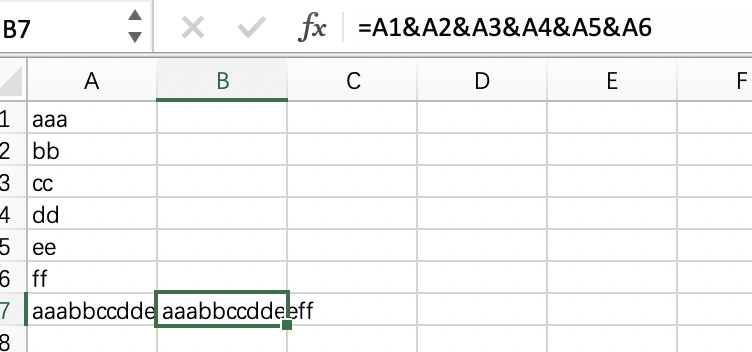 B7 fx =A1&A2&A3&A4&A5&A6
A B C D E F
1 aaa
2 bb
3 cc
4 dd
5 ee
6 ff
7 aaabbccdde aaabbccddeeff
8